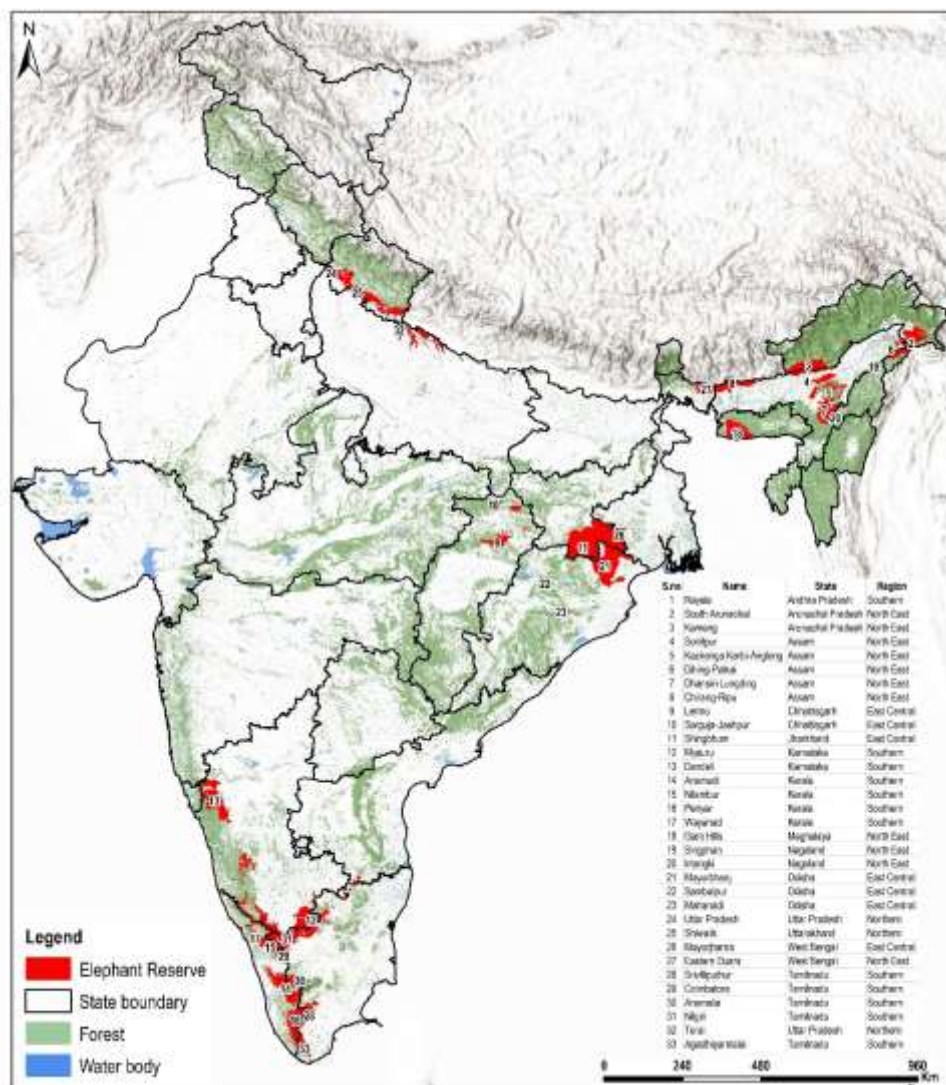 N
S.no Name State Region
1 Rayala Andhra Pradesh Southern
2 South Arunachal Arunachal Pradesh North East
3 Kameng Arunachal Pradesh North East
4 Sonitpur Assam North East
5 Kaziranga Karbi-Anglong Assam North East
6 Dihing-Patkai Assam North East
7 Dhansiri Lungding Assam North East
8 Chirang-Ripu Assam North East
9 Lemru Chhattisgarh East Central
10 Sarguja-Jashpur Chhattisgarh East Central
11 Shingbhum Jharkhand East Central
12 Mysuru Karnataka Southern
13 Dandeli Karnataka Southern
14 Anamudi Kerala Southern
15 Nilambur Kerala Southern
16 Periyar Kerala Southern
17 Wayanad Kerala Southern
18 Garo Hills Meghalaya North East
19 Singphan Nagaland North East
20 Intangki Nagaland North East
21 Mayurbhanj Odisha East Central
22 Sambalpur Odisha East Central
23 Mahanadi Odisha East Central
24 Uttar Pradesh Uttar Pradesh Northern
25 Shivalik Uttarakhand Northern
26 Mayurjharna West Bengal East Central
27 Eastern Duars West Bengal North East
28 Srivilliputhur Tamilnadu Southern
29 Coimbatore Tamilnadu Southern
30 Anamalai Tamilnadu Southern
31 Nilgiri Tamilnadu Southern
32 Terai Uttar Pradesh Northern
33 Agasthiyarmalai Tamilnadu Southern
Legend
Elephant Reserve
State boundary
Forest
Water body
0 240 480 960
Km